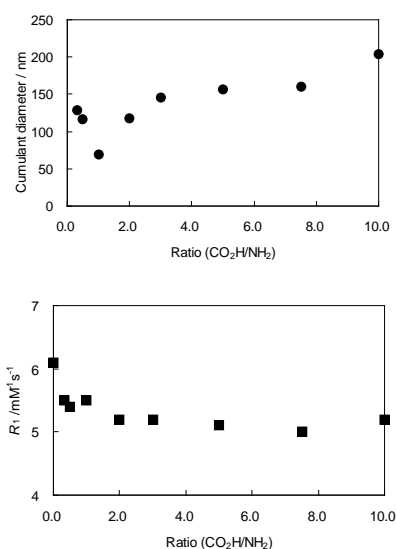 250
200
150
100
50
0
Cumulant diameter / nm
0.0 2.0 4.0 6.0 8.0 10.0
Ratio (CO₂H/NH₂)
7
6
5
4
R₁ /mM⁻¹s⁻¹
0.0 2.0 4.0 6.0 8.0 10.0
Ratio (CO₂H/NH₂)